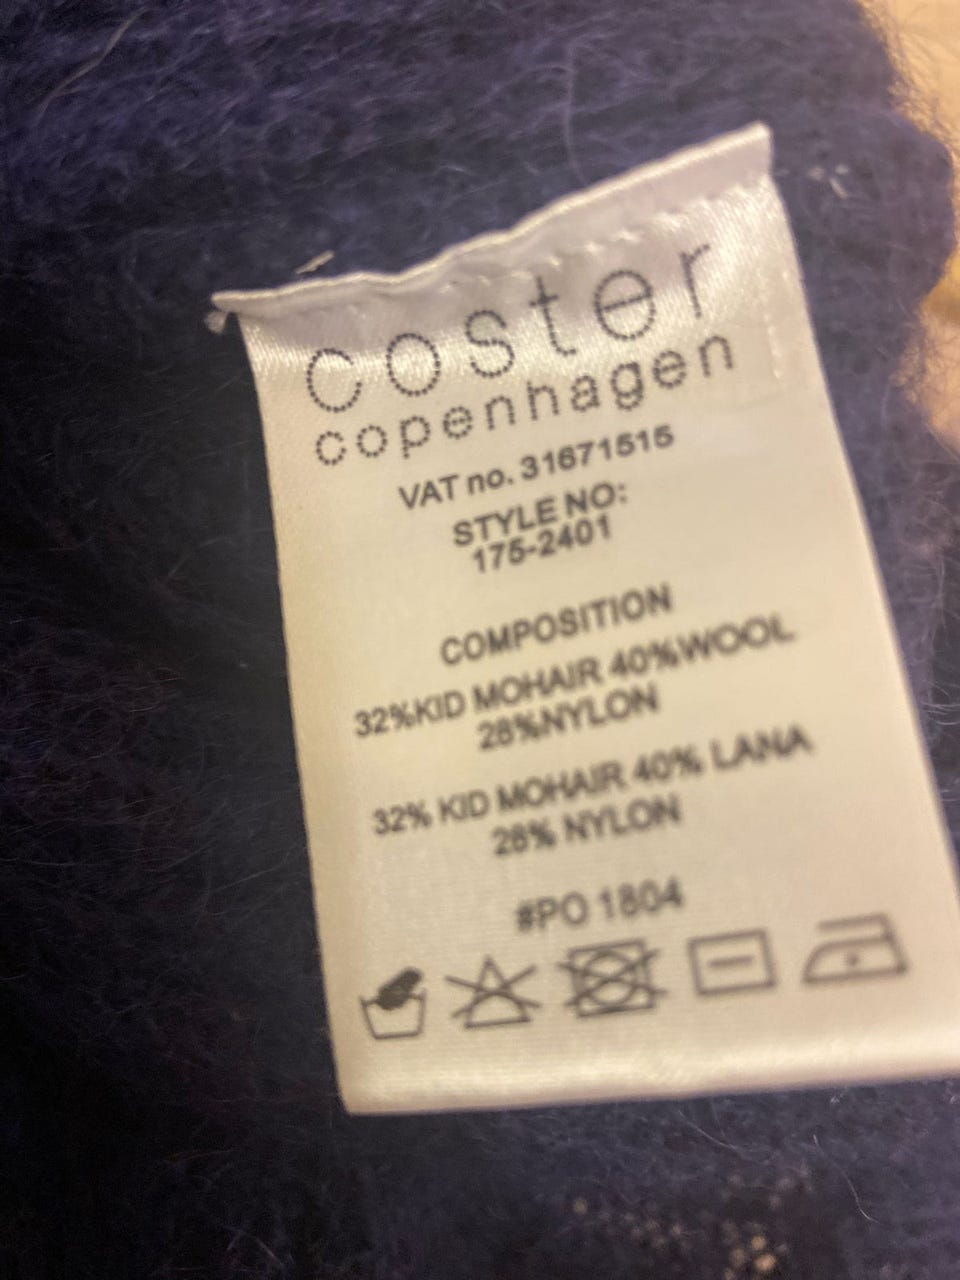 coster
copenhagen
VAT no. 31671515
STYLE NO:
175-2401
COMPOSITION
32%KID MOHAIR 40%WOOL
28%NYLON
32% KID MOHAIR 40% LANA
28% NYLON
#PO 1804